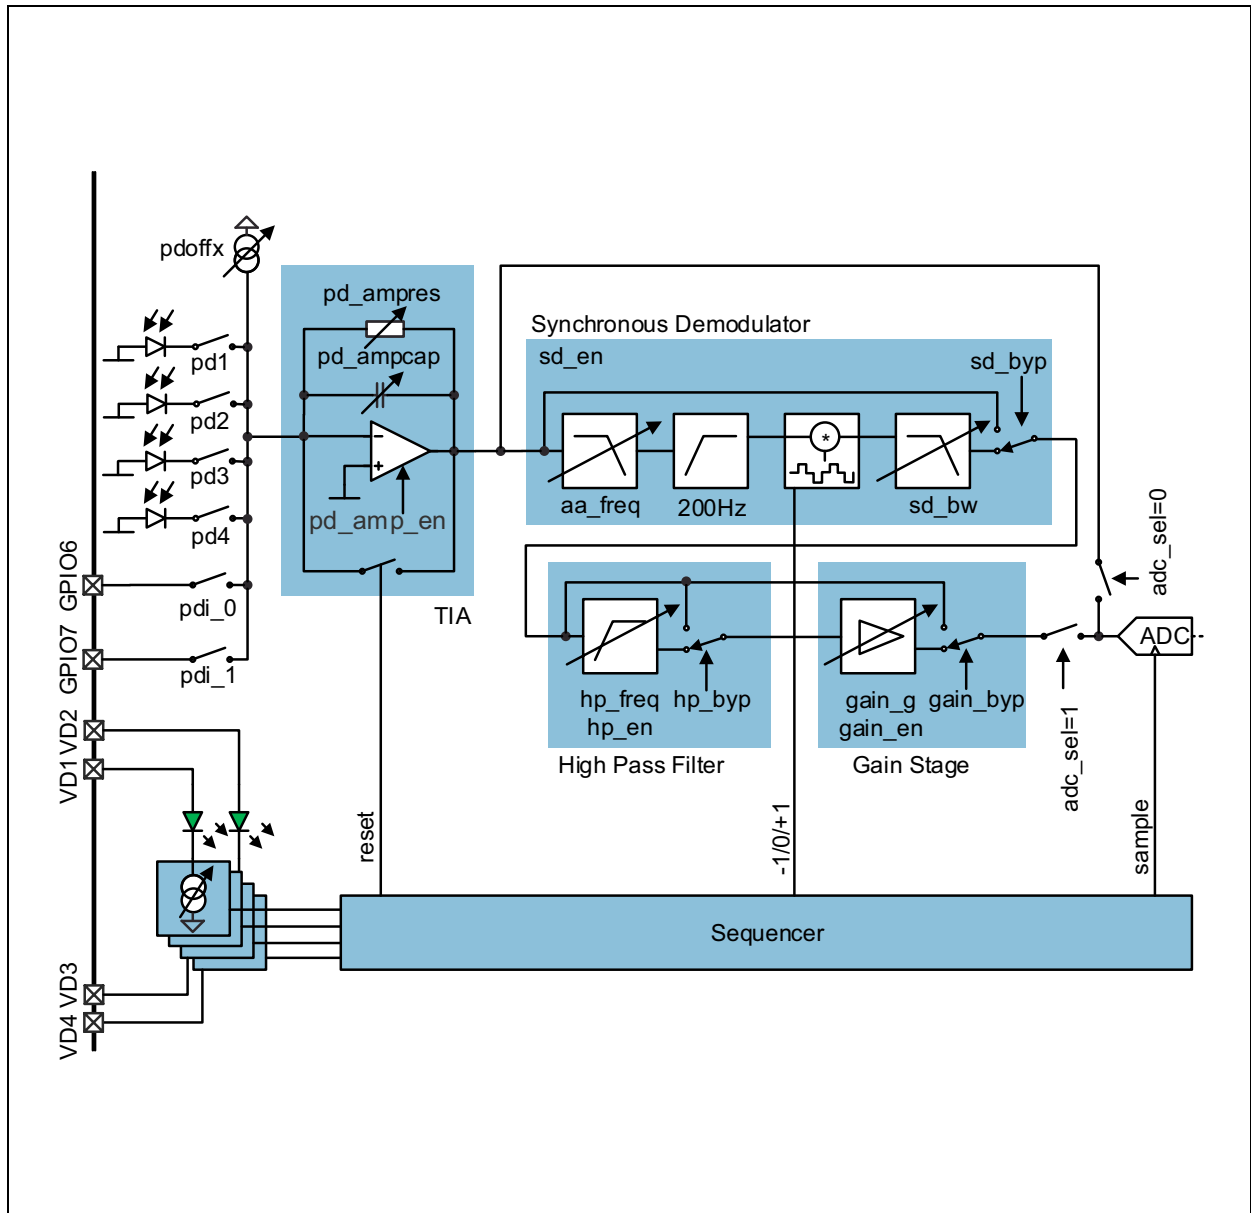 pdoffx
pd_ampres
pd_ampcap
pd_amp_en
TIA
pd1
pd2
pd3
pd4
pdi_0
pdi_1
GPIO6
GPIO7
VD2
VD1
VD3
VD4
Synchronous Demodulator
sd_en
sd_byp
*
aa_freq
200Hz
sd_bw
hp_freq
hp_en
hp_byp
High Pass Filter
gain_g
gain_en
gain_byp
Gain Stage
adc_sel=0
adc_sel=1
ADC
reset
-1/0/+1
sample
Sequencer